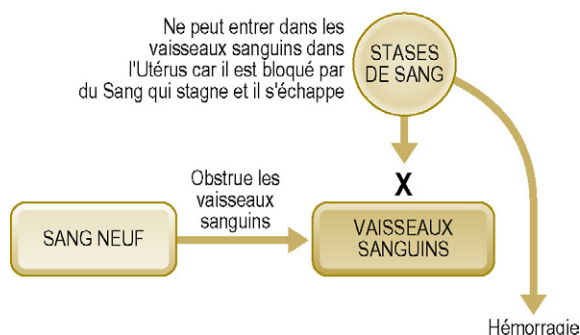 Ne peut entrer dans les
vaisseaux sanguins dans
l'Utérus car il est bloqué par
du Sang qui stagne et il s'échappe
STASES
DE SANG
X
Obstrue les
vaisseaux
sanguins
SANG NEUF
VAISSEAUX
SANGUINS
Hémorragie